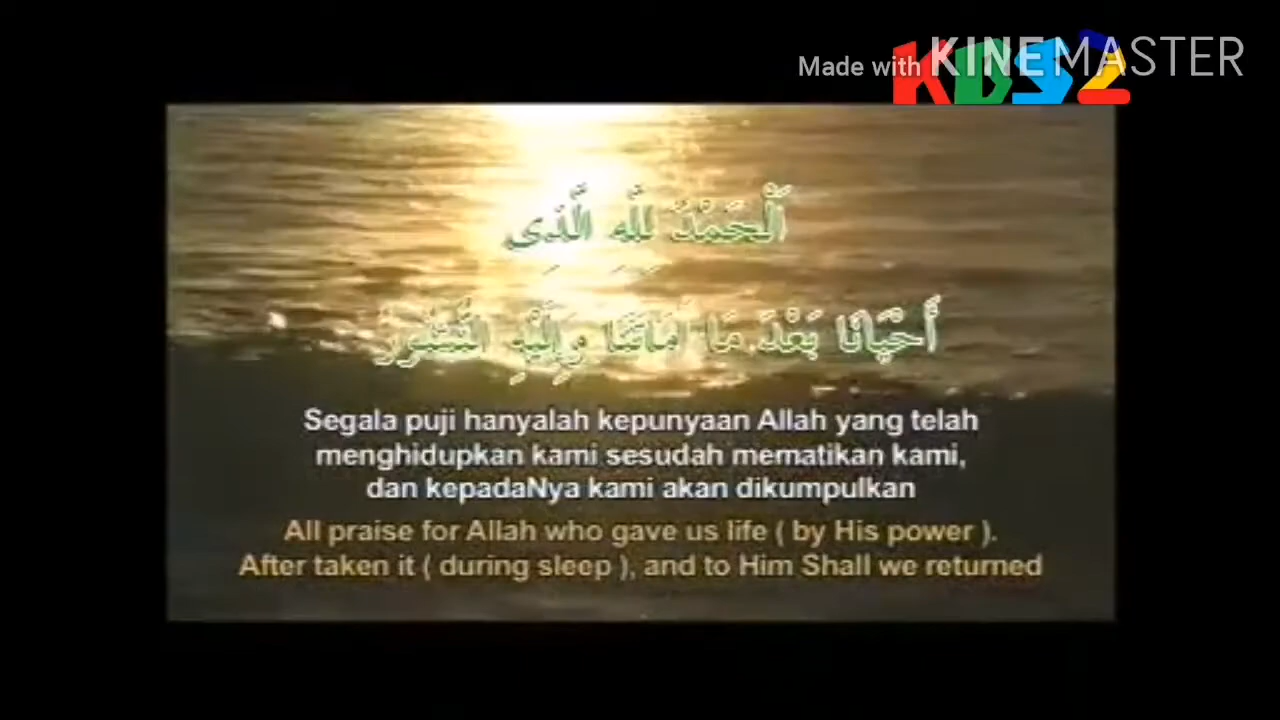 Made with KINEMASTER
KBS2
اَلْحَمْدُ لِلّٰهِ الَّذِى
أَحْيَانَا بَعْدَ مَا اَمَاتَنَا وَاِلَيْهِ النُّشُوْرُ
Segala puji hanyalah kepunyaan Allah yang telah
menghidupkan kami sesudah mematikan kami,
dan kepadaNya kami akan dikumpulkan
All praise for Allah who gave us life ( by His power ).
After taken it ( during sleep ), and to Him Shall we returned